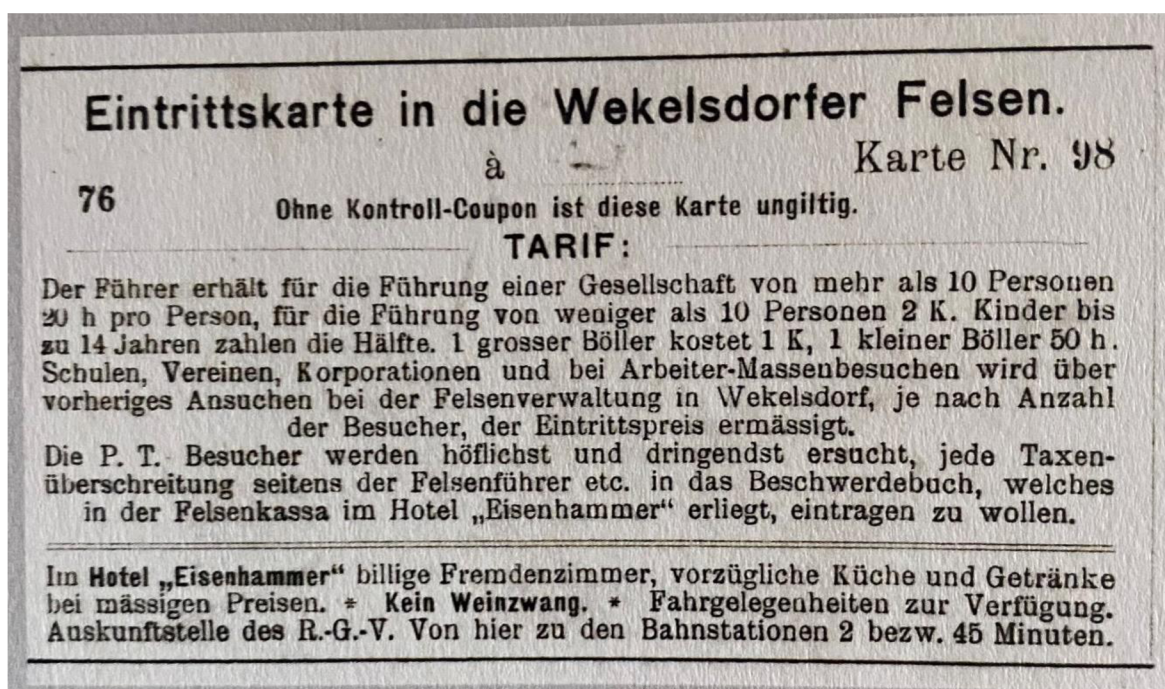 Eintrittskarte in die Wekelsdorfer Felsen.
à
Karte Nr. 98
76
Ohne Kontroll-Coupon ist diese Karte ungiltig.
TARIF:
Der Führer erhält für die Führung einer Gesellschaft von mehr als 10 Personen
20 h pro Person, für die Führung von weniger als 10 Personen 2 K. Kinder bis
zu 14 Jahren zahlen die Hälfte. 1 grosser Böller kostet 1 K, 1 kleiner Böller 50 h.
Schulen, Vereinen, Korporationen und bei Arbeiter-Massenbesuchen wird über
vorheriges Ansuchen bei der Felsenverwaltung in Wekelsdorf, je nach Anzahl
der Besucher, der Eintrittspreis ermässigt.
Die P. T. Besucher werden höflichst und dringendst ersucht, jede Taxen-
überschreitung seitens der Felsenführer etc. in das Beschwerdebuch, welches
in der Felsenkassa im Hotel „Eisenhammer“ erliegt, eintragen zu wollen.
Im Hotel „Eisenhammer“ billige Fremdenzimmer, vorzügliche Küche und Getränke
bei mässigen Preisen. * Kein Weinzwang. * Fahrgelegenheiten zur Verfügung.
Auskunftstelle des R.-G.-V. Von hier zu den Bahnstationen 2 bezw. 45 Minuten.